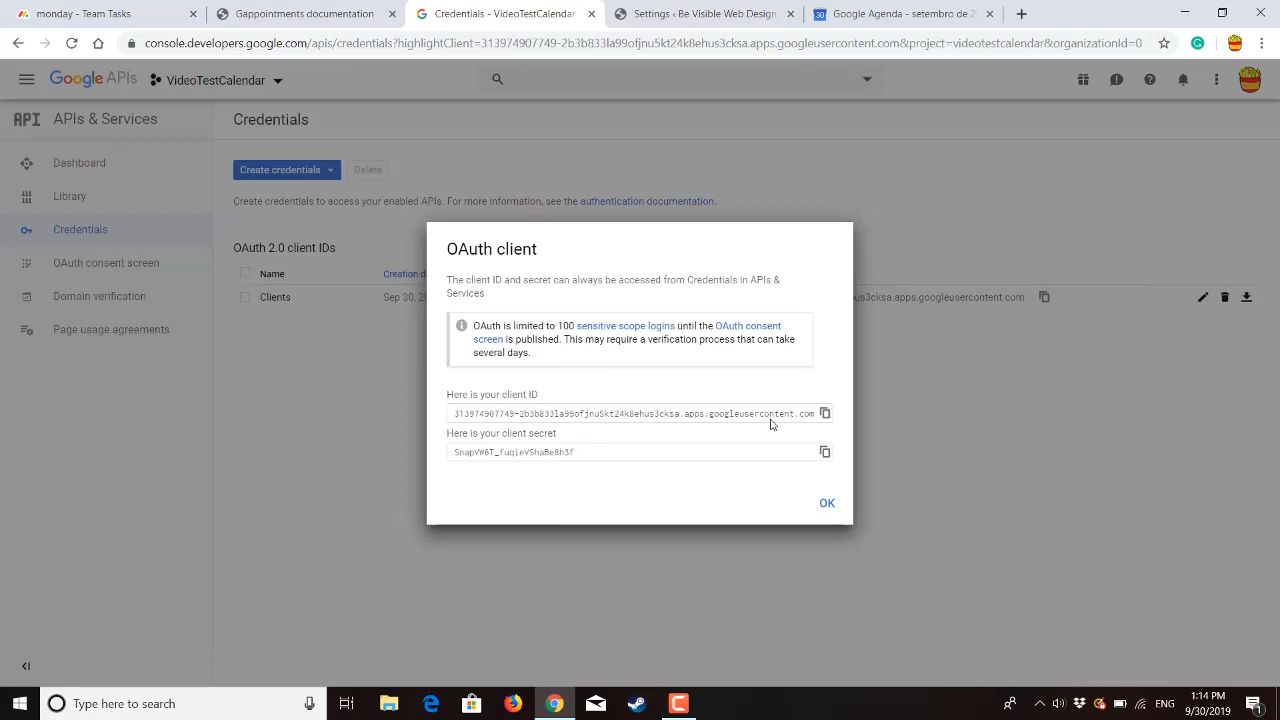 monday - Team Tasks
Gappointments documentation
Credentials - VideoTestCalendar
Settings ‹ Be Visible Web Design
Google Agenda - setembro de 2
console.developers.google.com/apis/credentials?highlightClient=313974907749-2b3b833la99ofjnu5kt24k8ehus3cksa.apps.googleusercontent.com&project=videotestcalendar&organizationId=0
Google APIs
VideoTestCalendar
API APIs & Services
Credentials
Dashboard
Library
Credentials
OAuth consent screen
Domain verification
Page usage agreements
Create credentials
Delete
Create credentials to access your enabled APIs. For more information, see the authentication documentation.
OAuth 2.0 client IDs
Name
Creation d
Clients
Sep 30, 20
us3cksa.apps.googleusercontent.com
OAuth client
The client ID and secret can always be accessed from Credentials in APIs &
Services
OAuth is limited to 100 sensitive scope logins until the OAuth consent
screen is published. This may require a verification process that can take
several days.
Here is your client ID
313974907749-2b3b833la99ofjnu5kt24k8ehus3cksa.apps.googleusercontent.com
Here is your client secret
SnapVW6T_fuqieVShaBe8h3f
OK
Type here to search
ENG
1:14 PM
9/30/2019